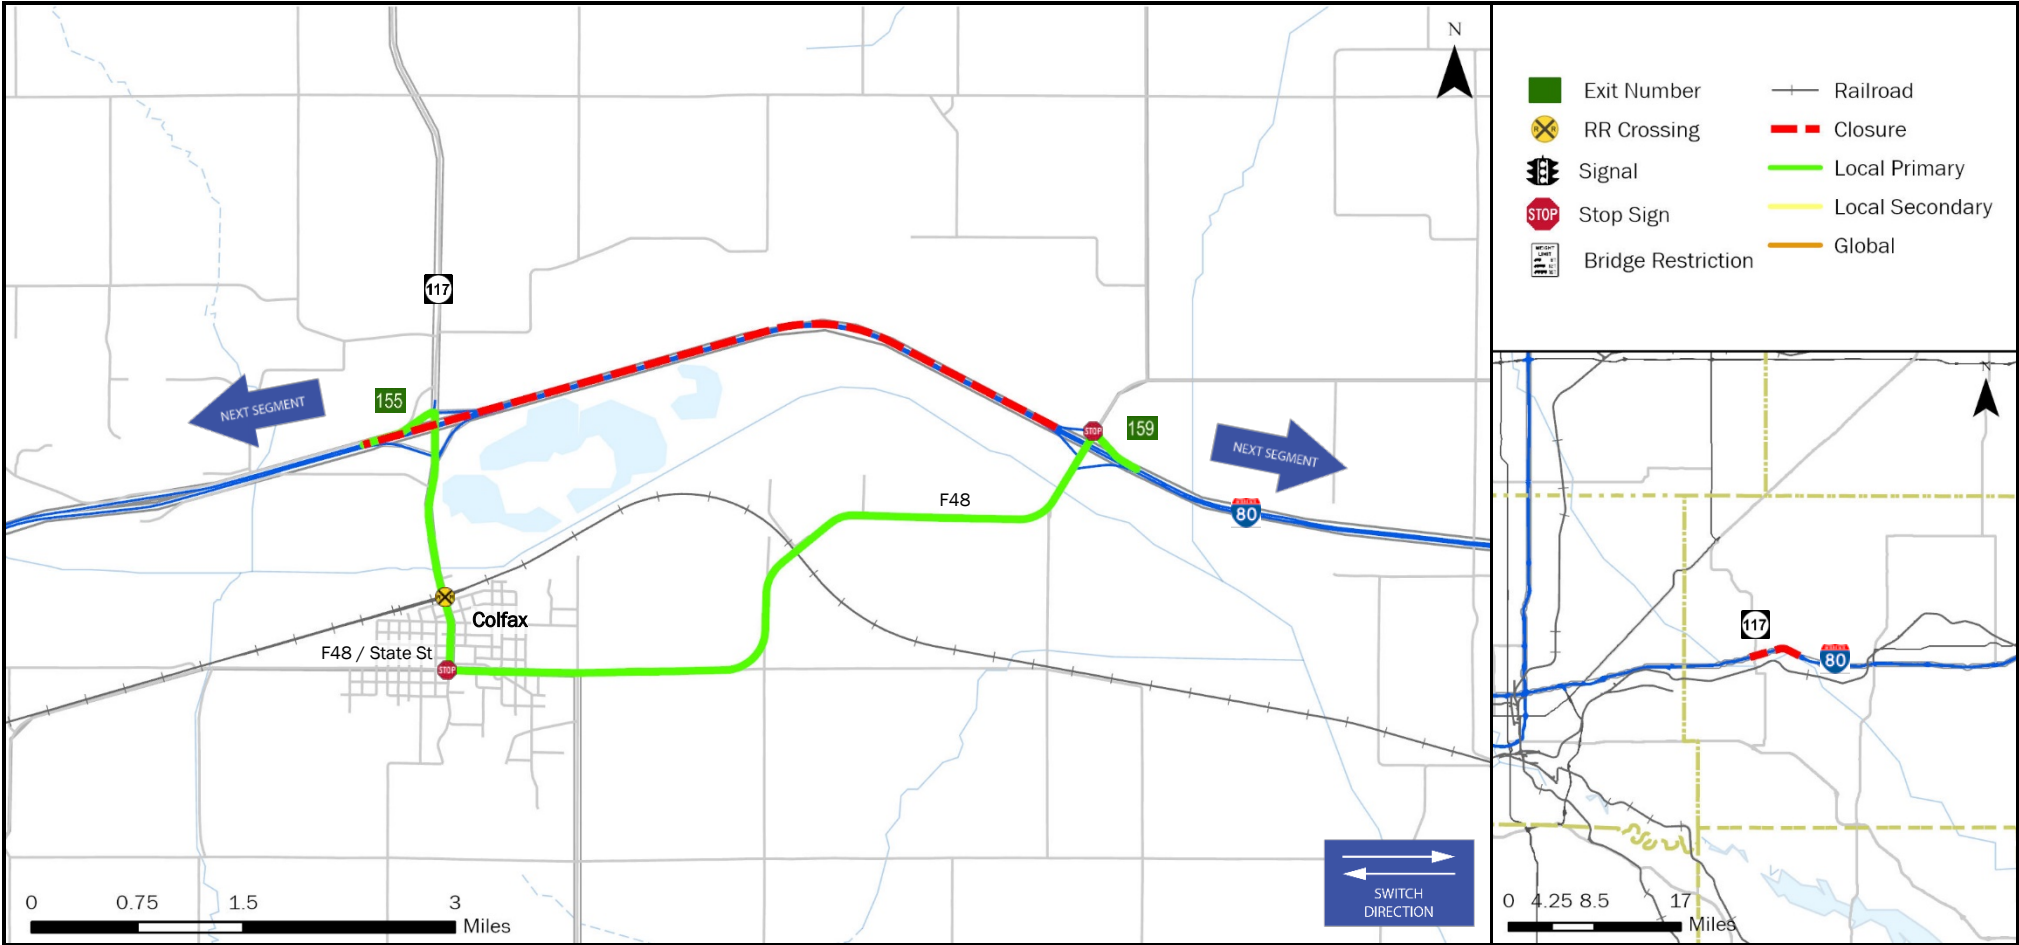 N
117
NEXT SEGMENT
155
STOP
159
NEXT SEGMENT
F48
80
Colfax
F48 / State St
STOP
0 0.75 1.5 3
Miles
SWITCH
DIRECTION
Exit Number
RR Crossing
Signal
STOP
Stop Sign
WEIGHT
LIMIT
Bridge Restriction
Railroad
Closure
Local Primary
Local Secondary
Global
N
117
80
0 4.25 8.5 17
Miles